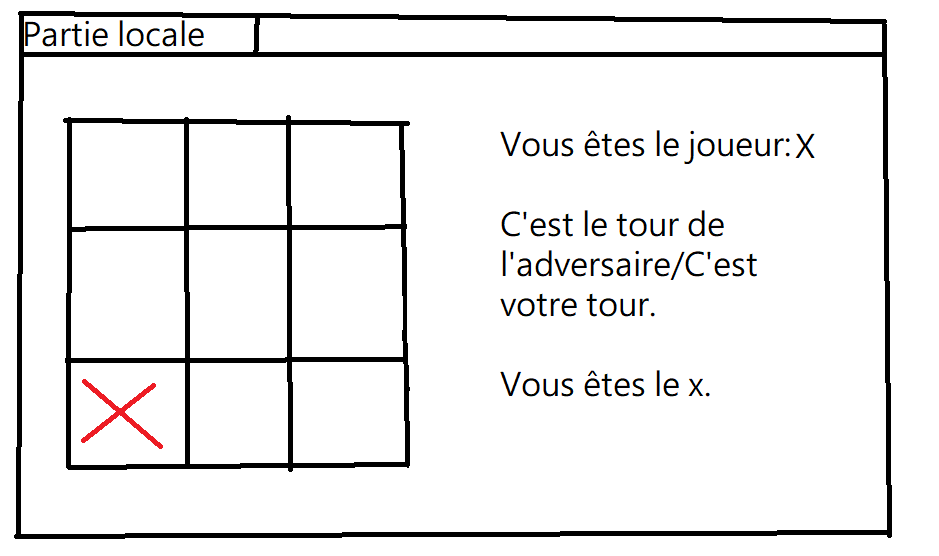 Partie locale
Vous êtes le joueur: X
C'est le tour de
l'adversaire/C'est
votre tour.
Vous êtes le x.